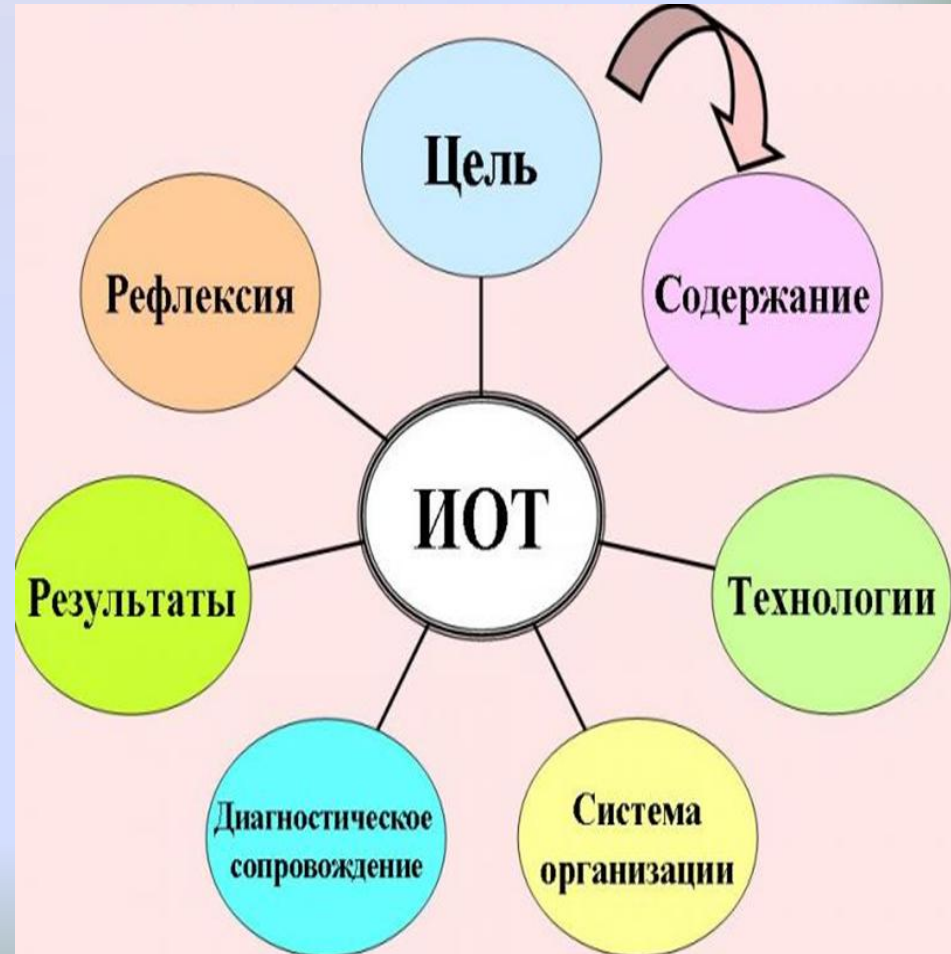 Цель
Содержание
Технологии
Система
организации
Диагностическое
сопровождение
Результаты
Рефлексия
ИОТ